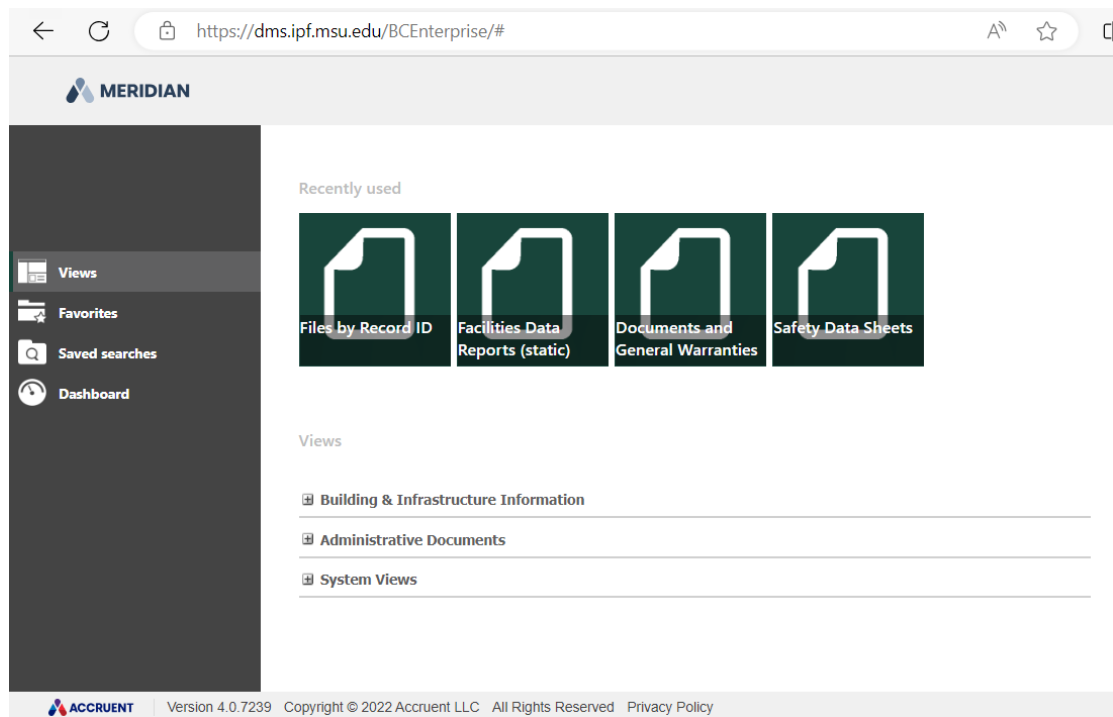 https://dms.ipf.msu.edu/BCEnterprise/#
MERIDIAN
Views
Favorites
Saved searches
Dashboard
Recently used
Files by Record ID
Facilities Data
Reports (static)
Documents and
General Warranties
Safety Data Sheets
Views
Building & Infrastructure Information
Administrative Documents
System Views
ACCRUENT Version 4.0.7239 Copyright © 2022 Accruent LLC All Rights Reserved Privacy Policy